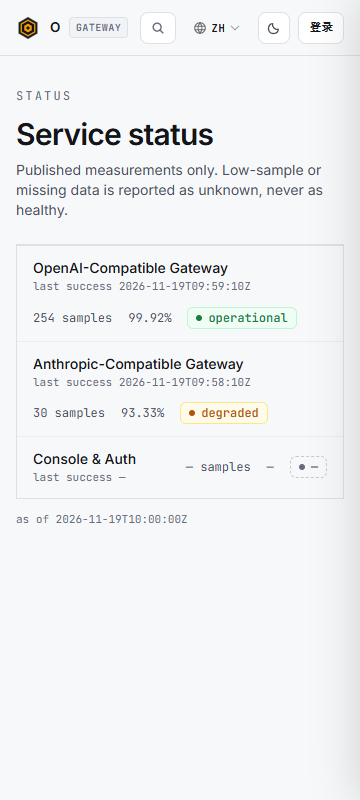 O GATEWAY ZH 登录
STATUS
Service status
Published measurements only. Low-sample or
missing data is reported as unknown, never as
healthy.
OpenAI-Compatible Gateway
last success 2026-11-19T09:59:10Z
254 samples 99.92% operational
Anthropic-Compatible Gateway
last success 2026-11-19T09:58:10Z
30 samples 93.33% degraded
Console & Auth
last success —
— samples — —
as of 2026-11-19T10:00:00Z